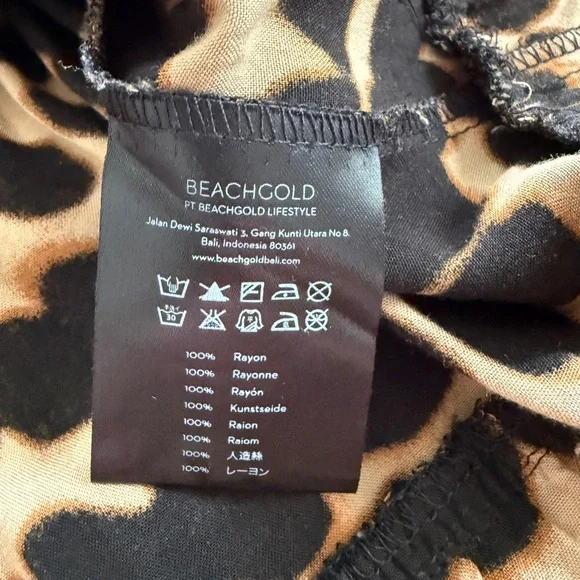 BEACHGOLD
PT BEACHGOLD LIFESTYLE
Jalan Dewi Saraswati 3, Gang Kunti Utara No 8.
Bali, Indonesia 80361
www.beachgoldbali.com
30
100% Rayon
100% Rayonne
100% Rayón
100% Kunstseide
100% Raion
100% Raiom
100% 人造絲
100% レーヨン